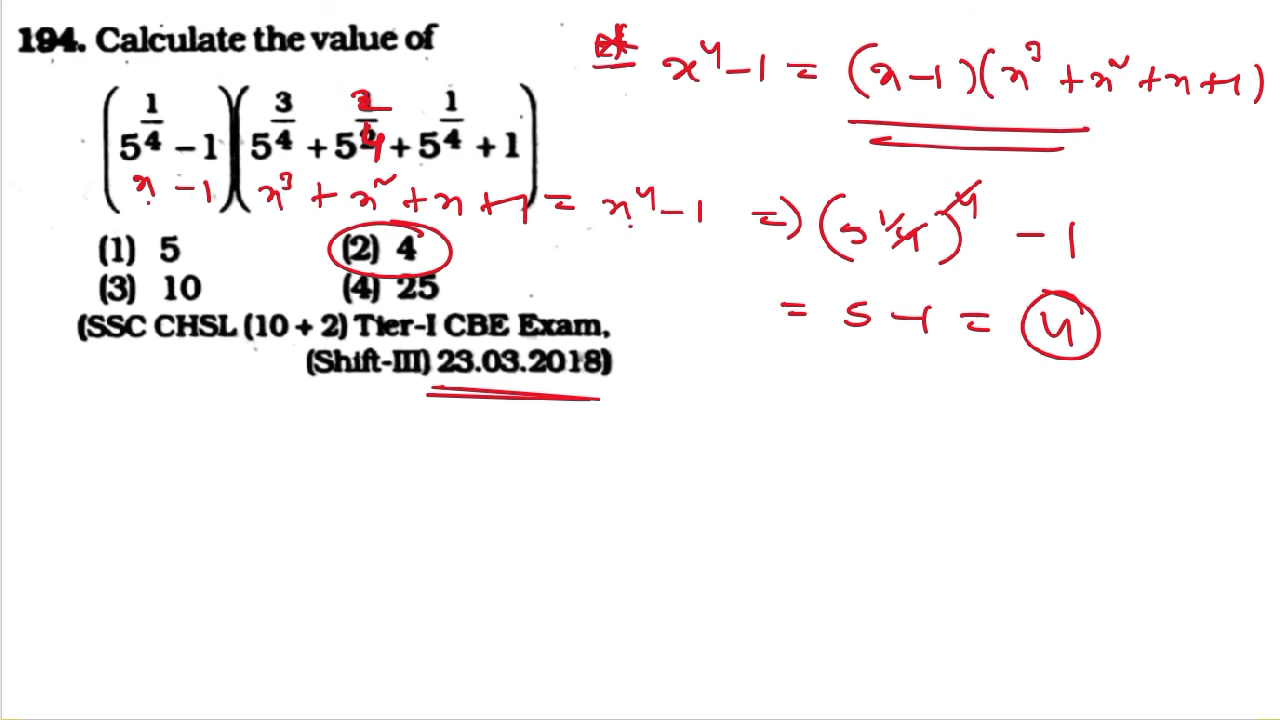 194. Calculate the value of
(5^(1/4) − 1)(5^(3/4) + 5^(2/4) + 5^(1/4) + 1)
x − 1 x³ + x² + x + 1 = x⁴ − 1
(1) 5 (2) 4
(3) 10 (4) 25
(SSC CHSL (10 + 2) Tier-I CBE Exam,
(Shift-III) 23.03.2018)
x⁴ − 1 = (x − 1)(x³ + x² + x + 1)
⇒ (5^(1/4))⁴ − 1
= 5 − 1 = 4